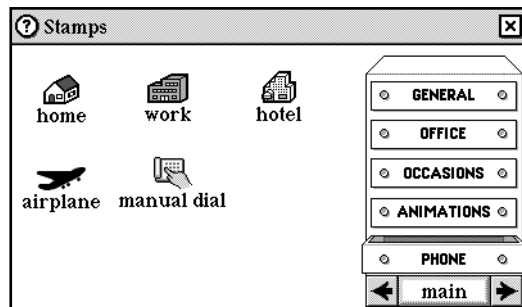 Stamps
home
work
hotel
airplane
manual dial
GENERAL
OFFICE
OCCASIONS
ANIMATIONS
PHONE
main